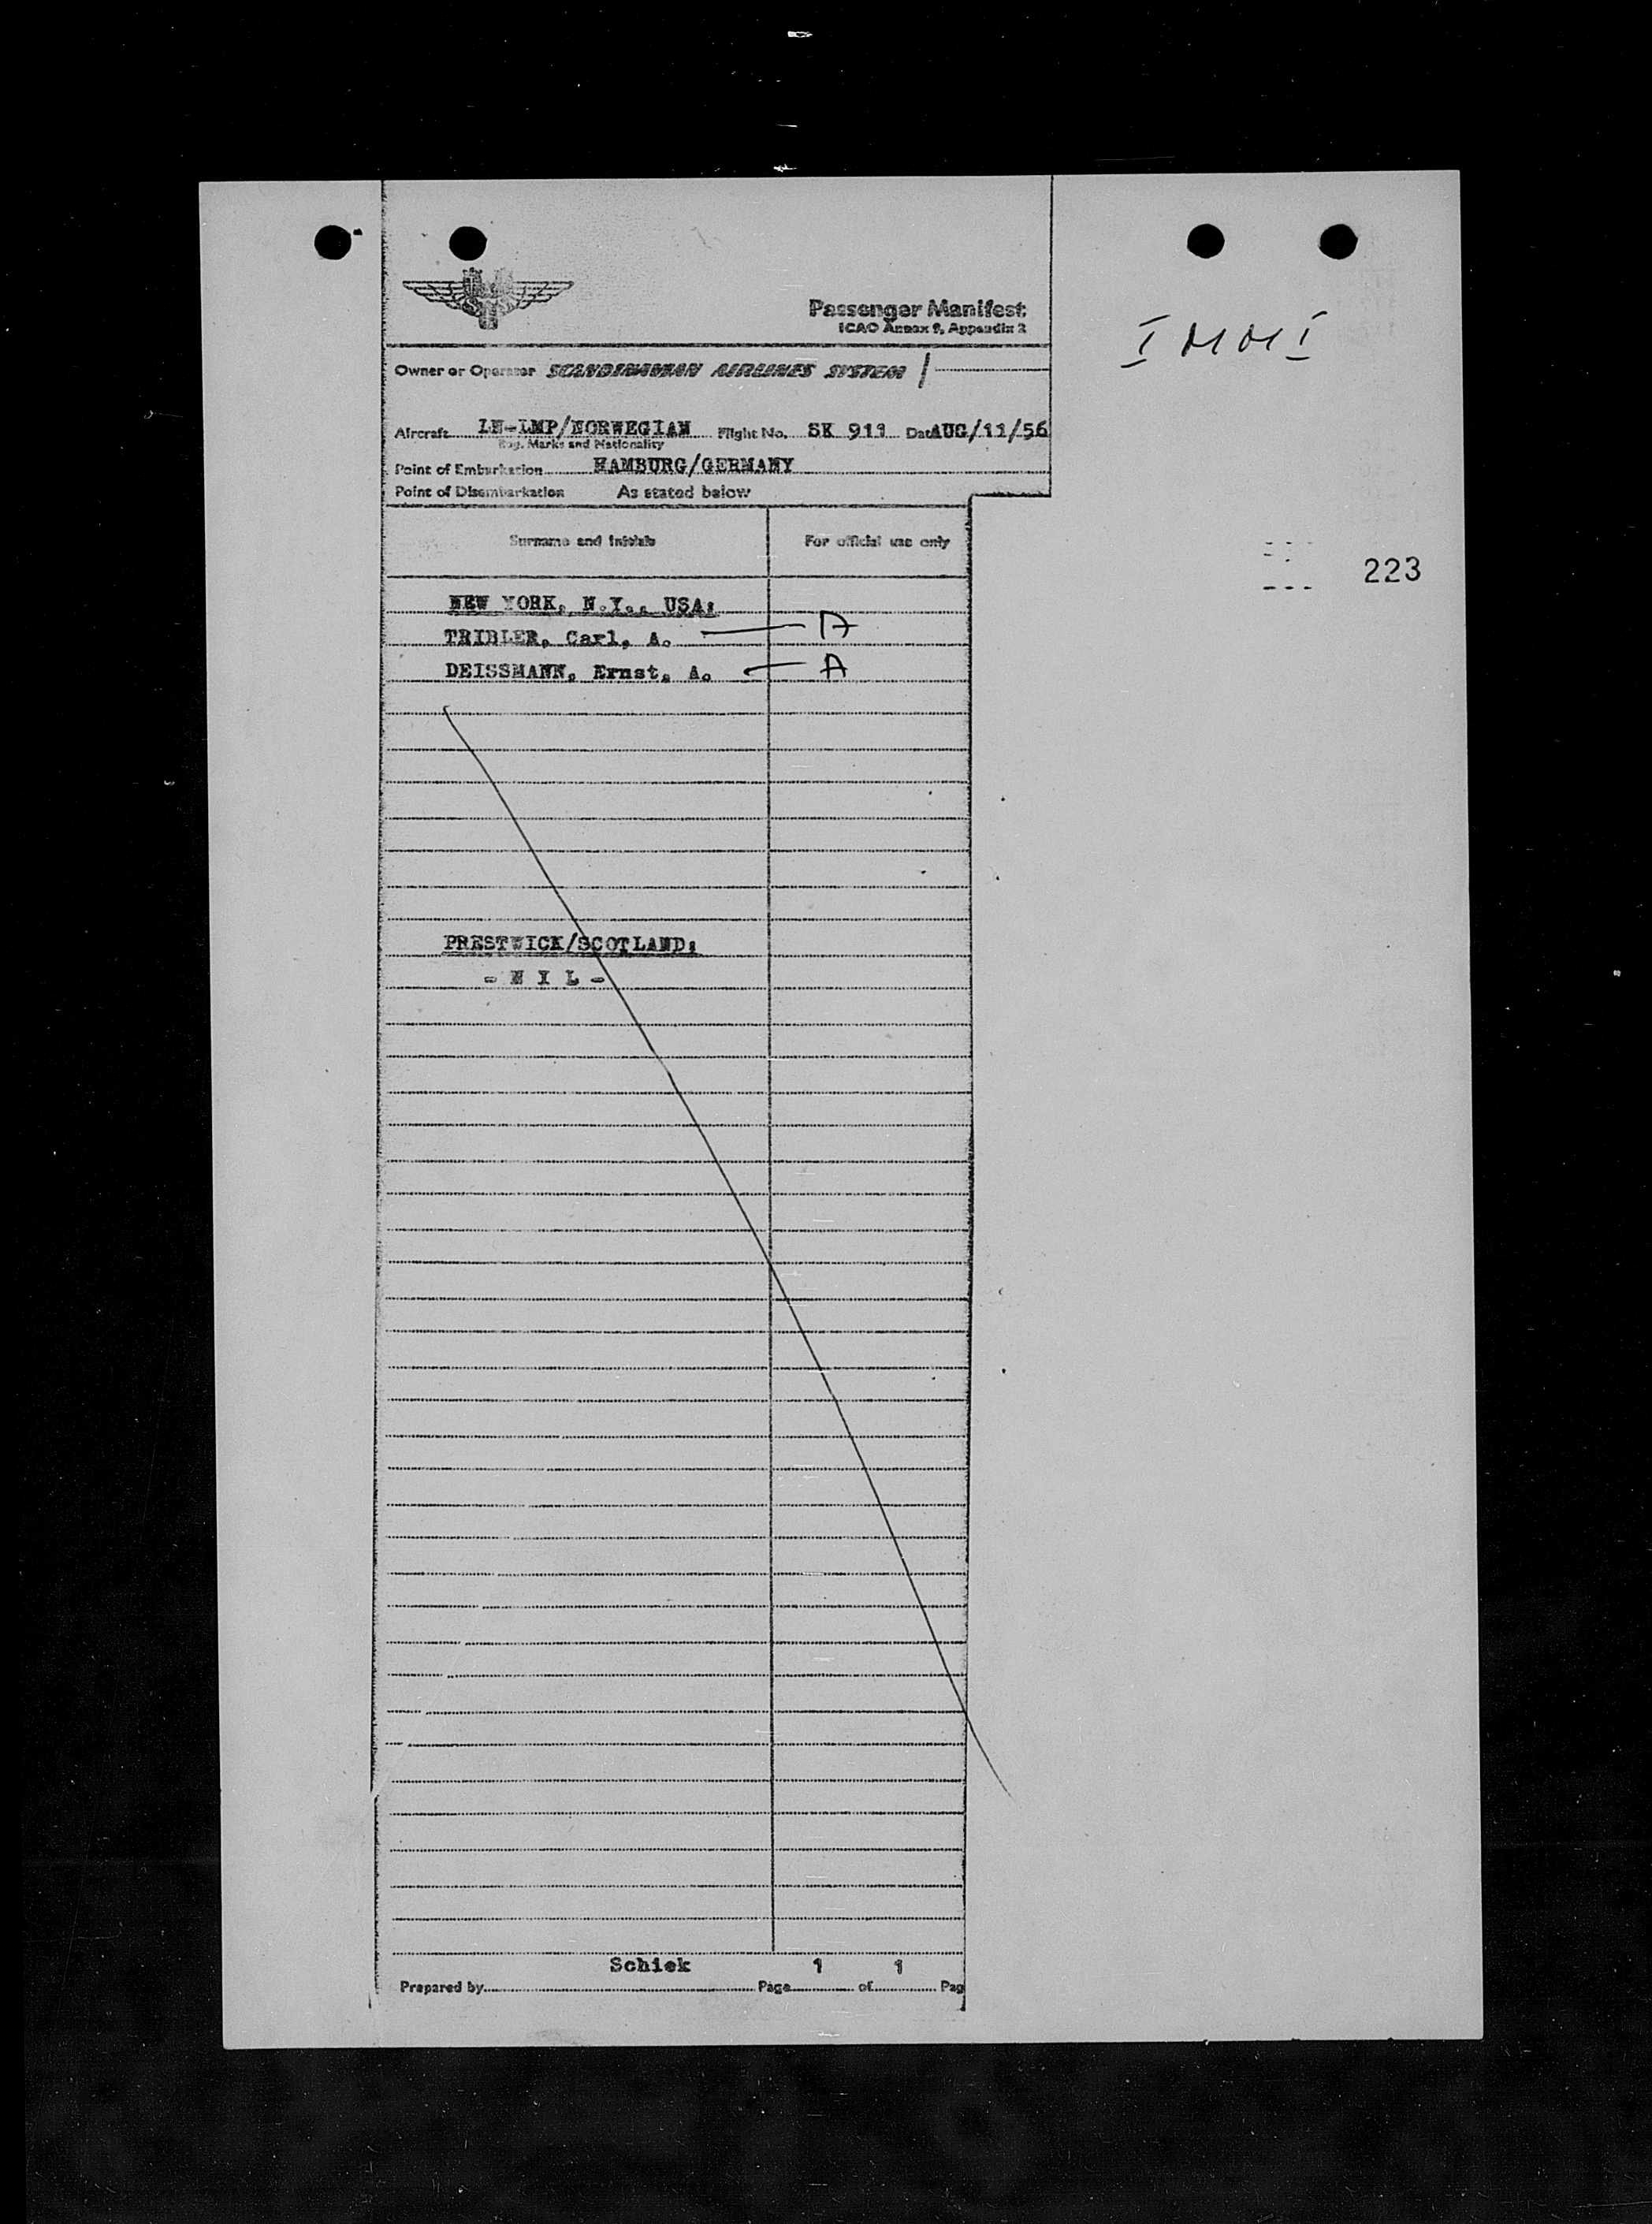 Passenger Manifest
ICAO Annex 9, Appendix 2
I M M I
Owner or Operator SCANDINAVIAN AIRLINES SYSTEM
Aircraft LN-LMP/NORWEGIAN Flight No. SK 911 Date AUG/11/56
Reg. Marks and Nationality
Point of Embarkation HAMBURG/GERMANY
Point of Disembarkation As stated below
Surname and Initials For official use only
223
NEW YORK, N.Y., USA:
TRIBLER, Carl, A. A
DEISSMANN, Ernst, A. A
PRESTWICK/SCOTLAND:
- N I L -
Schiek 1 1
Prepared by Page of Pag